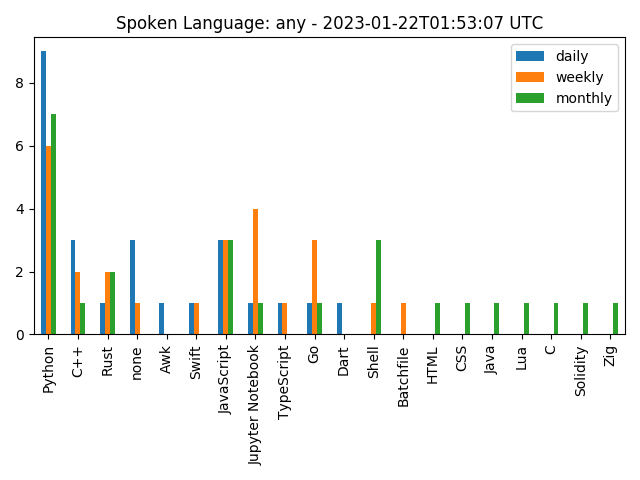 Spoken Language: any - 2023-01-22T01:53:07 UTC
daily
weekly
monthly
8
6
4
2
0
Python
C++
Rust
none
Awk
Swift
JavaScript
Jupyter Notebook
TypeScript
Go
Dart
Shell
Batchfile
HTML
CSS
Java
Lua
C
Solidity
Zig